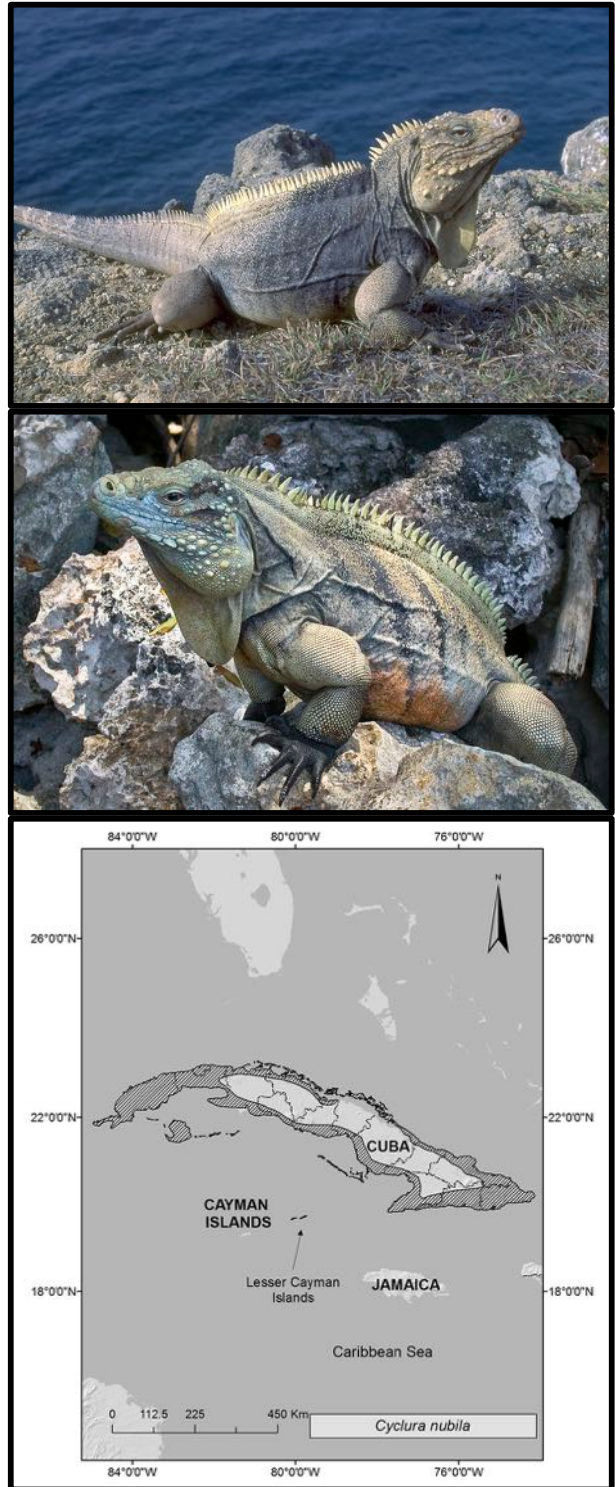 84°0'0"W 80°0'0"W 76°0'0"W
N
26°0'0"N 26°0'0"N
22°0'0"N 22°0'0"N
CUBA
CAYMAN
ISLANDS
Lesser Cayman
Islands
JAMAICA
18°0'0"N 18°0'0"N
Caribbean Sea
0 112.5 225 450 Km
Cyclura nubila
84°0'0"W 80°0'0"W 76°0'0"W